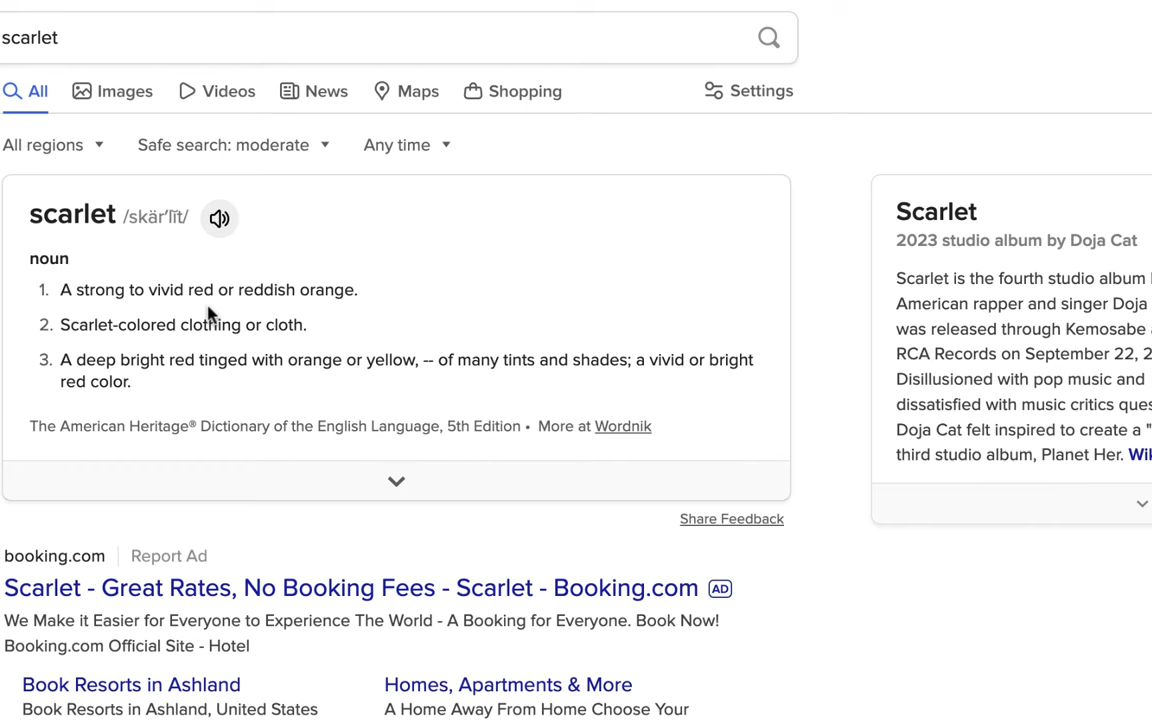 scarlet
All Images Videos News Maps Shopping Settings
All regions Safe search: moderate Any time
scarlet /skär′lĭt/
noun
1. A strong to vivid red or reddish orange.
2. Scarlet-colored clothing or cloth.
3. A deep bright red tinged with orange or yellow, -- of many tints and shades; a vivid or bright
red color.
The American Heritage® Dictionary of the English Language, 5th Edition • More at Wordnik
Share Feedback
Scarlet
2023 studio album by Doja Cat
Scarlet is the fourth studio album
American rapper and singer Doja
was released through Kemosabe
RCA Records on September 22, 2
Disillusioned with pop music and
dissatisfied with music critics ques
Doja Cat felt inspired to create a "
third studio album, Planet Her. Wik
booking.com Report Ad
Scarlet - Great Rates, No Booking Fees - Scarlet - Booking.com AD
We Make it Easier for Everyone to Experience The World - A Booking for Everyone. Book Now!
Booking.com Official Site - Hotel
Book Resorts in Ashland
Book Resorts in Ashland, United States
Homes, Apartments & More
A Home Away From Home Choose Your